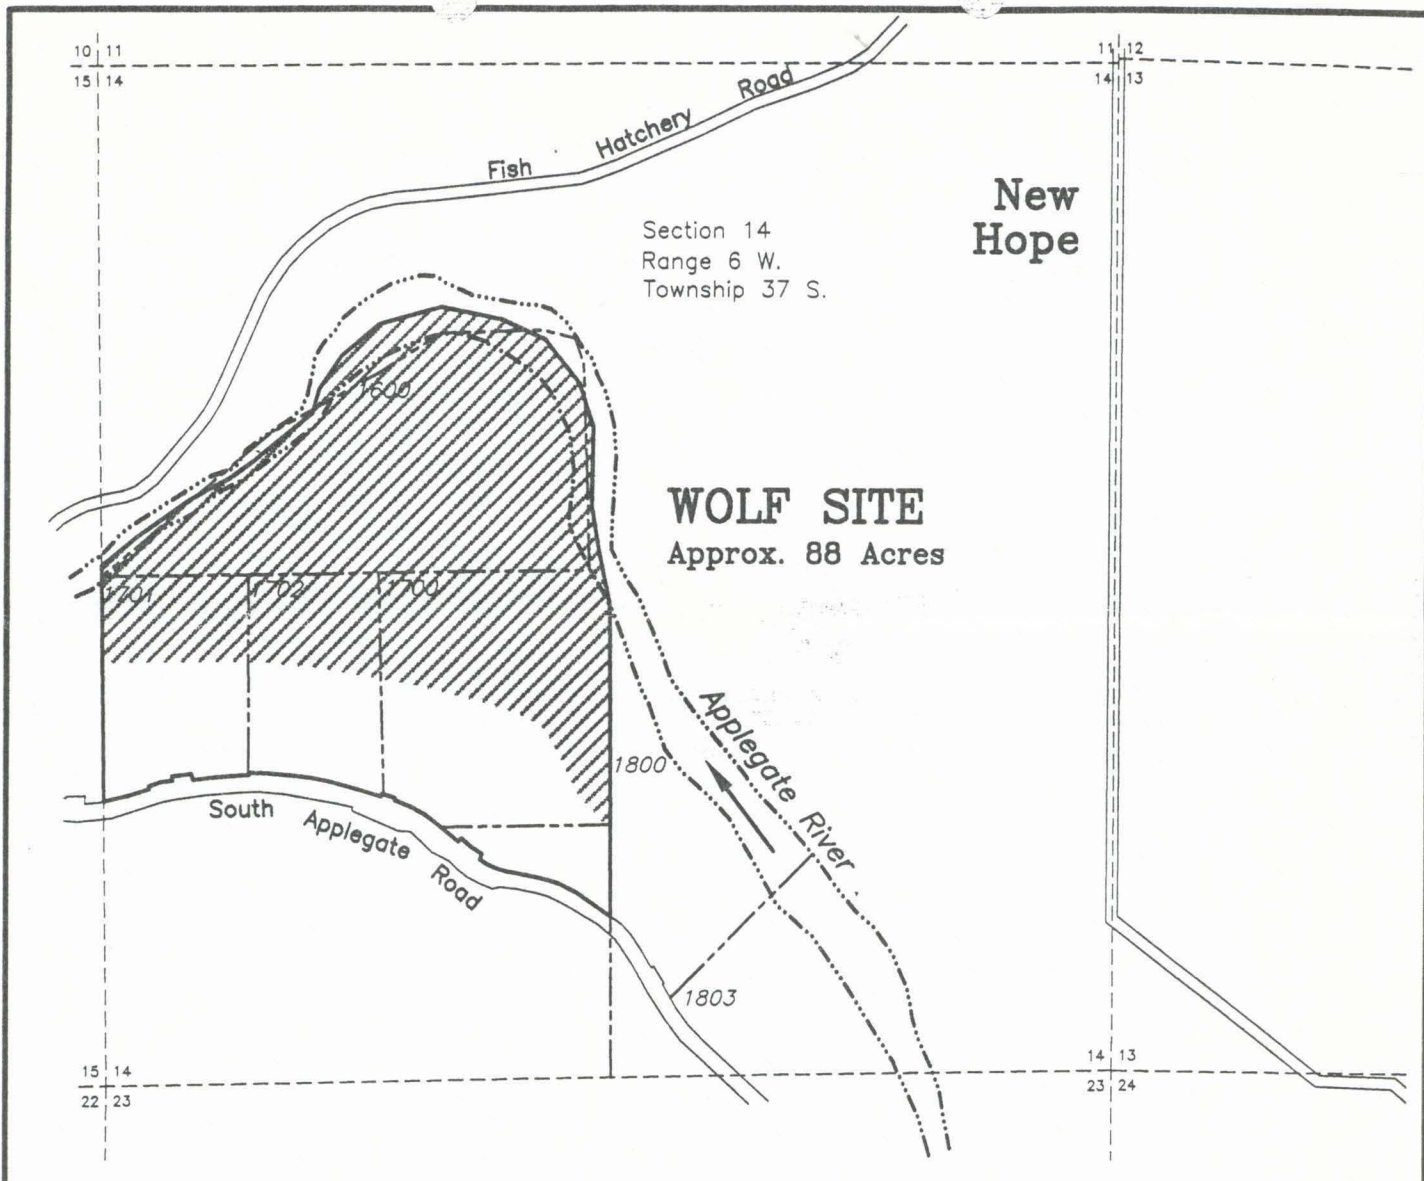 10 11
15 14
11 12
14 13
Fish Hatchery Road
New
Hope
Section 14
Range 6 W.
Township 37 S.
1600
WOLF SITE
Approx. 88 Acres
1701
1702
1700
Applegate River
1800
South Applegate Road
1803
15 14
22 23
14 13
23 24